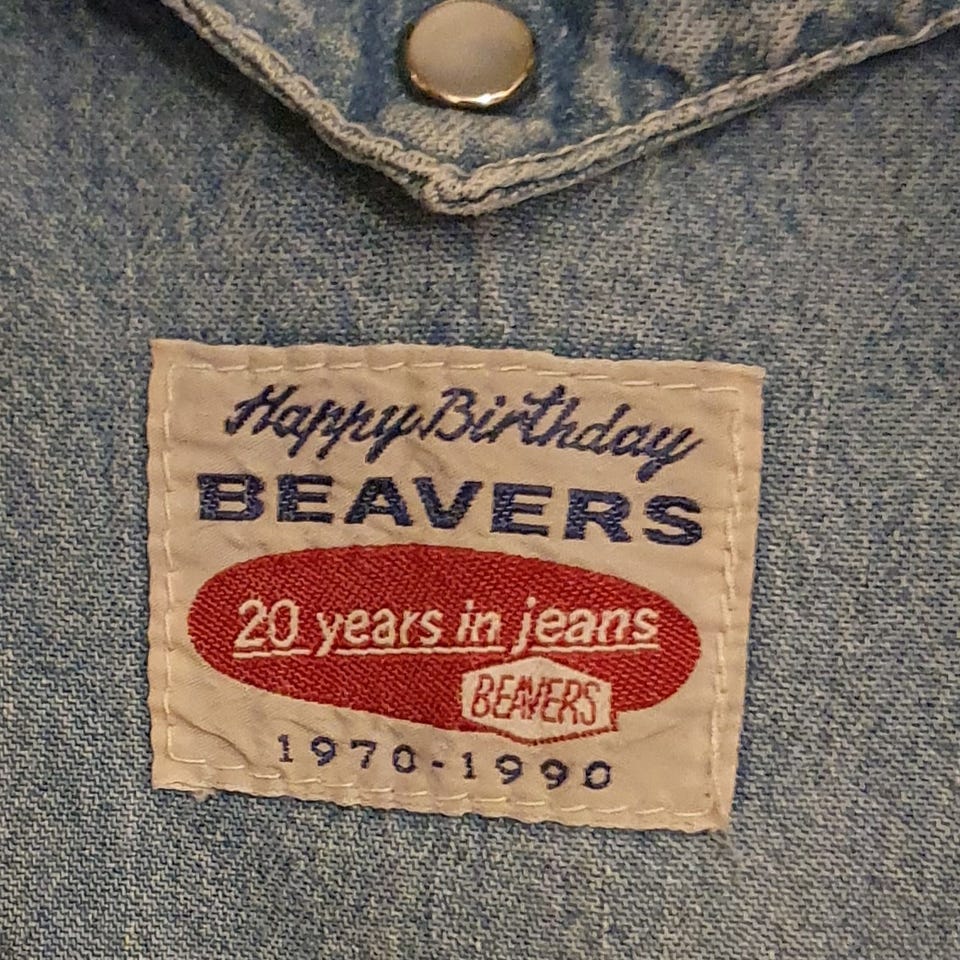 Happy Birthday
BEAVERS
20 years in jeans
BEAVERS
1970-1990